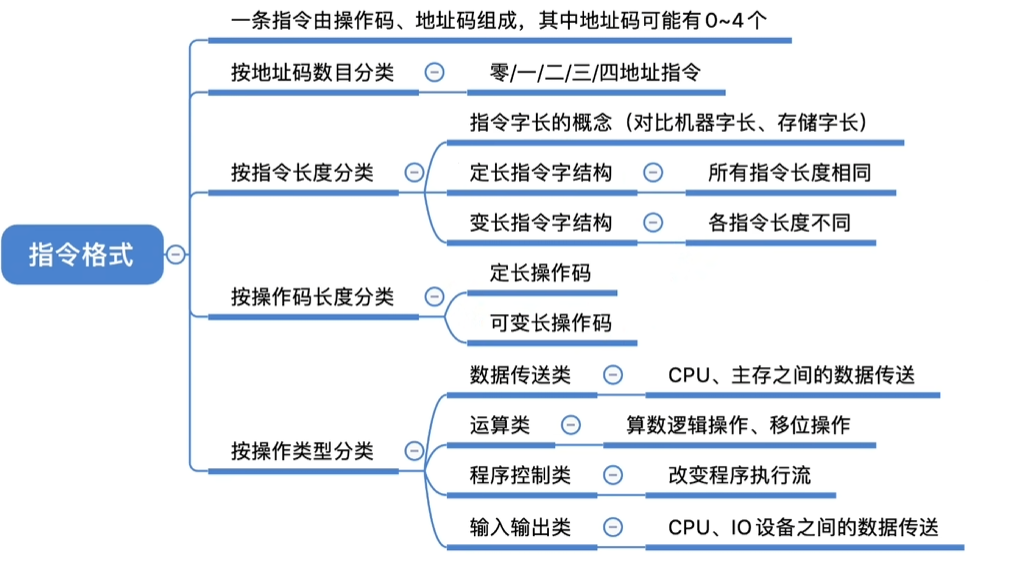 一条指令由操作码、地址码组成，其中地址码可能有0~4个
按地址码数目分类
零/一/二/三/四地址指令
指令字长的概念（对比机器字长、存储字长）
按指令长度分类
定长指令字结构
所有指令长度相同
变长指令字结构
各指令长度不同
指令格式
定长操作码
按操作码长度分类
可变长操作码
数据传送类
CPU、主存之间的数据传送
运算类
算数逻辑操作、移位操作
按操作类型分类
程序控制类
改变程序执行流
输入输出类
CPU、IO设备之间的数据传送